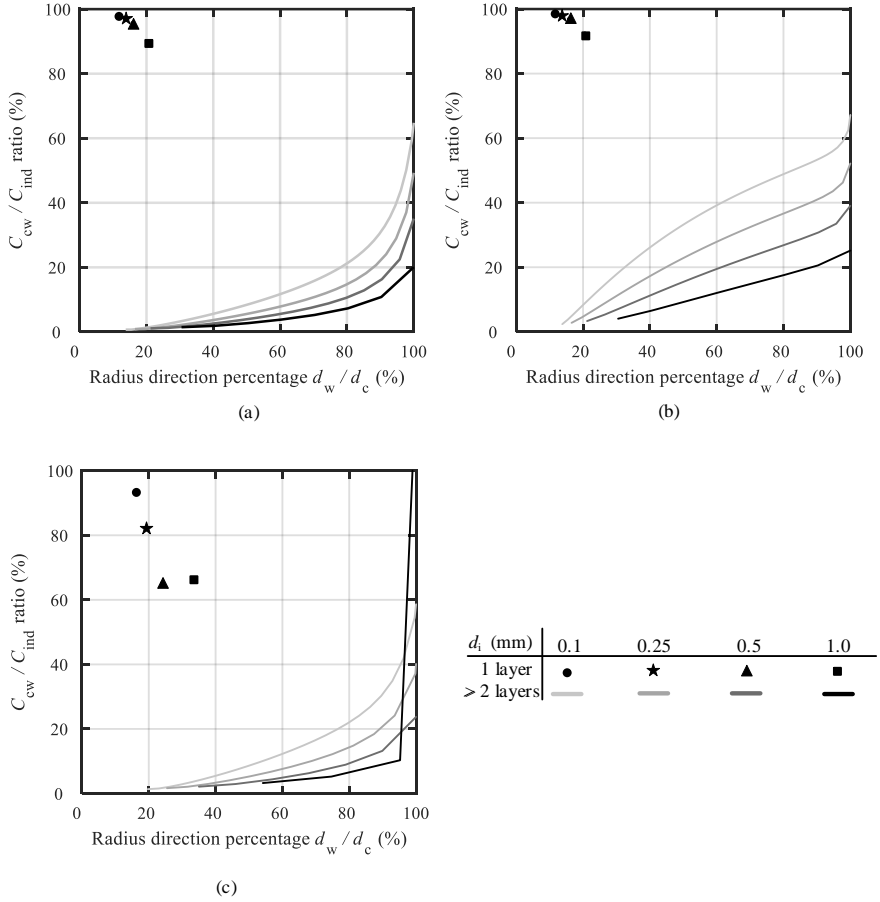 100
80
60
40
20
0
C_cw / C_ind ratio (%)
0 20 40 60 80 100
Radius direction percentage d_w / d_c (%)
(a)
100
80
60
40
20
0
C_cw / C_ind ratio (%)
0 20 40 60 80 100
Radius direction percentage d_w / d_c (%)
(b)
100
80
60
40
20
0
C_cw / C_ind ratio (%)
0 20 40 60 80 100
Radius direction percentage d_w / d_c (%)
(c)
d_i (mm) 0.1 0.25 0.5 1.0
1 layer
⩾ 2 layers